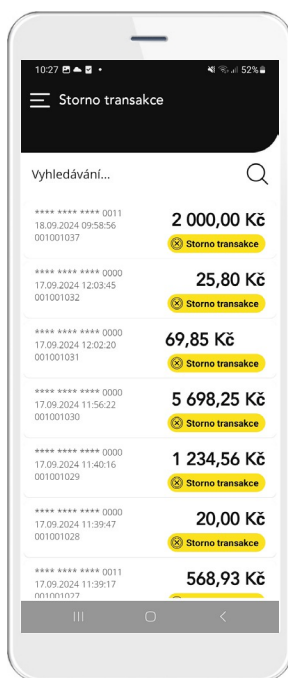 10:27
52%
Storno transakce
Vyhledávání...
**** **** **** 0011
18.09.2024 09:58:56
001001037
2 000,00 Kč
Storno transakce
**** **** **** 0000
17.09.2024 12:03:45
001001032
25,80 Kč
Storno transakce
**** **** **** 0000
17.09.2024 12:02:20
001001031
69,85 Kč
Storno transakce
**** **** **** 0000
17.09.2024 11:56:22
001001030
5 698,25 Kč
Storno transakce
**** **** **** 0000
17.09.2024 11:40:16
001001029
1 234,56 Kč
Storno transakce
**** **** **** 0000
17.09.2024 11:39:47
001001028
20,00 Kč
Storno transakce
**** **** **** 0011
17.09.2024 11:39:17
001001027
568,93 Kč